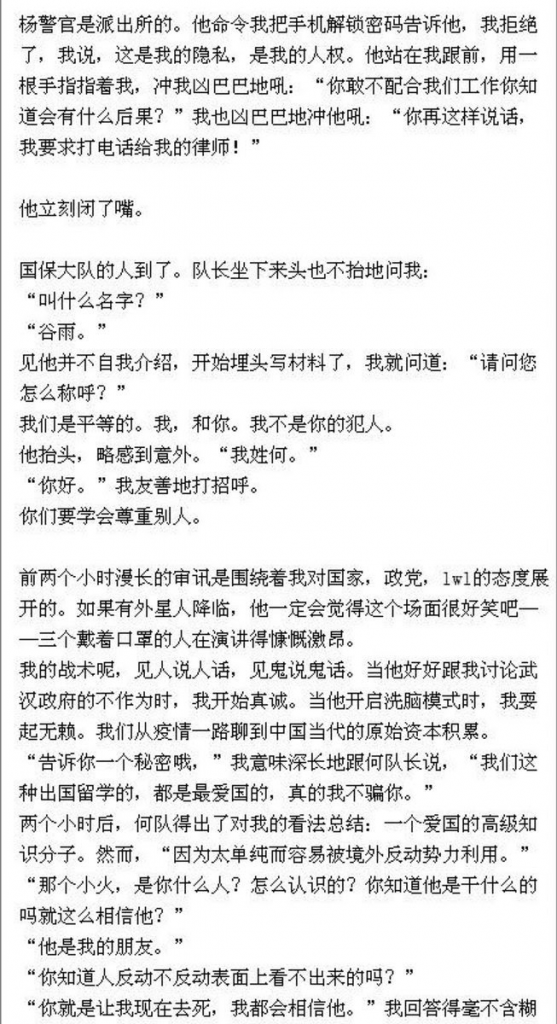 杨警官是派出所的。他命令我把手机解锁密码告诉他，我拒绝
了，我说，这是我的隐私，是我的人权。他站在我跟前，用一
根手指指着我，冲我凶巴巴地吼：“你敢不配合我们工作你知
道会有什么后果？”我也凶巴巴地冲他吼：“你再这样说话，
我要求打电话给我的律师！”
他立刻闭了嘴。
国保大队的人到了。队长坐下来头也不抬地问我：
“叫什么名字？”
“谷雨。”
见他并不自我介绍，开始埋头写材料了，我就问道：“请问您
怎么称呼？”
我们是平等的。我，和你。我不是你的犯人。
他抬头，略感到意外。“我姓何。”
“你好。”我友善地打招呼。
你们要学会尊重别人。
前两个小时漫长的审讯是围绕着我对国家，政党，lwl的态度展
开的。如果有外星人降临，他一定会觉得这个场面很好笑吧—
—三个戴着口罩的人在演讲得慷慨激昂。
我的战术呢，见人说人话，见鬼说鬼话。当他好好跟我讨论武
汉政府的不作为时，我开始真诚。当他开启洗脑模式时，我耍
起无赖。我们从疫情一路聊到中国当代的原始资本积累。
“告诉你一个秘密哦，”我意味深长地跟何队长说，“我们这
种出国留学的，都是最爱国的，真的我不骗你。”
两个小时后，何队得出了对我的看法总结：一个爱国的高级知
识分子。然而，“因为太单纯而容易被境外反动势力利用。”
“那个小火，是你什么人？怎么认识的？你知道他是干什么的
吗就这么相信他？”
“他是我的朋友。”
“你知道人反动不反动表面上看不出来的吗？”
“你就是让我现在去死，我都会相信他。”我回答得毫不含糊